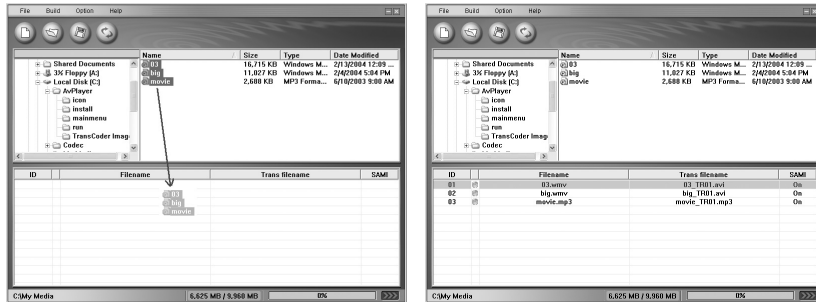 File Build Option Help
Name / Size Type Date Modified
Shared Documents
3½ Floppy (A:)
Local Disk (C:)
AvPlayer
icon
install
mainmenu
run
TransCoder Imag
Codec
03 16,715 KB Windows M... 2/13/2004 12:09 ...
big 11,027 KB Windows M... 2/4/2004 5:04 PM
movie 2,688 KB MP3 Forma... 6/10/2003 9:00 AM
ID Filename Trans filename SAMI
03
big
movie
C:\My Media 6,625 MB / 9,960 MB 0%
File Build Option Help
Name / Size Type Date Modified
Shared Documents
3½ Floppy (A:)
Local Disk (C:)
AvPlayer
icon
install
mainmenu
run
TransCoder Imag
Codec
03 16,715 KB Windows M... 2/13/2004 12:09 ...
big 11,027 KB Windows M... 2/4/2004 5:04 PM
movie 2,688 KB MP3 Forma... 6/10/2003 9:00 AM
ID Filename Trans filename SAMI
01 03.wmv 03_TR01.avi On
02 big.wmv big_TR01.avi On
03 movie.mp3 movie_TR01.mp3 On
C:\My Media 6,625 MB / 9,960 MB 0%